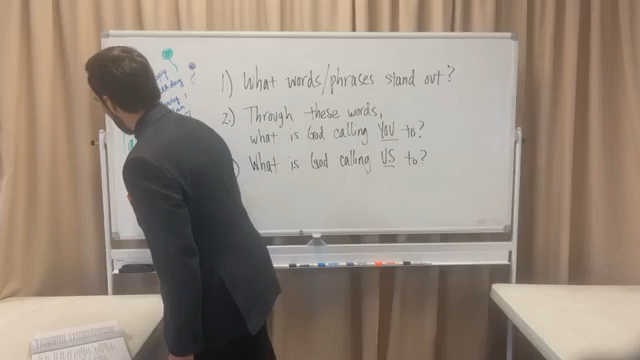 1) What words/phrases stand out?
2.) Through these words,
what is God calling YOU to?
) What is God calling US to?